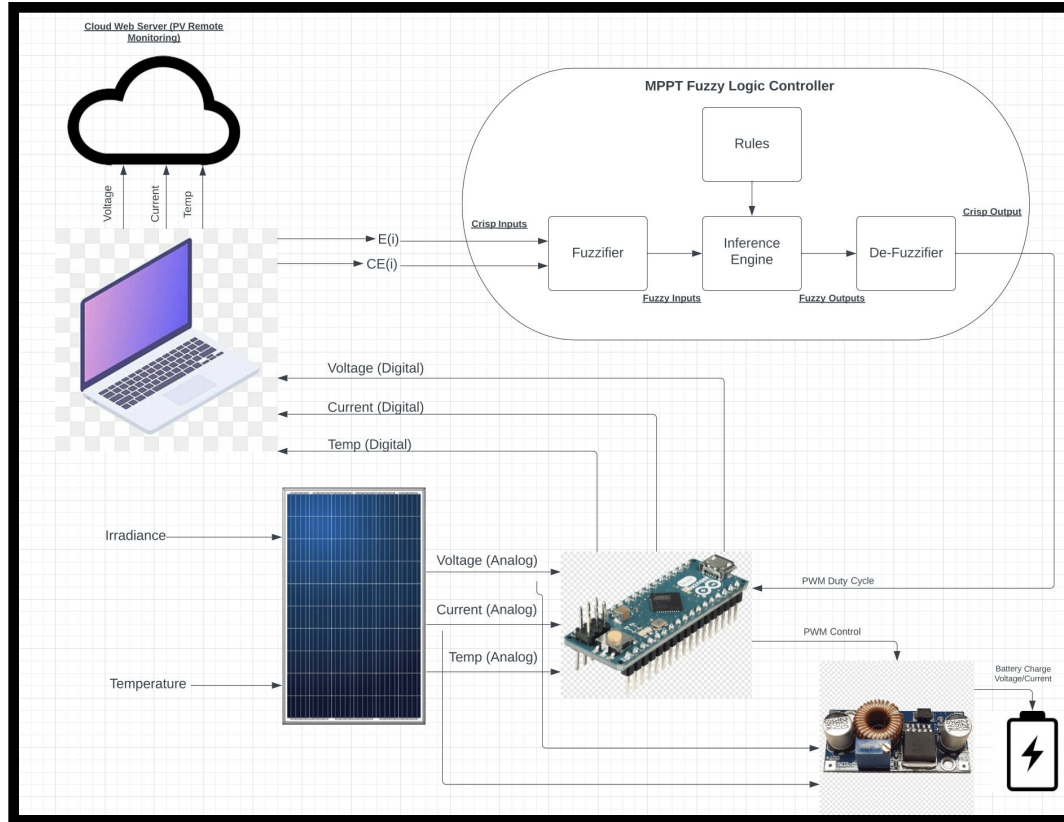 Cloud Web Server (PV Remote
Monitoring)
Voltage
Current
Temp
MPPT Fuzzy Logic Controller
Rules
Crisp Inputs
Crisp Output
E(i)
CE(i)
Fuzzifier
Inference
Engine
De-Fuzzifier
Fuzzy Inputs
Fuzzy Outputs
Voltage (Digital)
Current (Digital)
Temp (Digital)
Irradiance
Temperature
Voltage (Analog)
Current (Analog)
Temp (Analog)
PWM Duty Cycle
PWM Control
Battery Charge
Voltage/Current